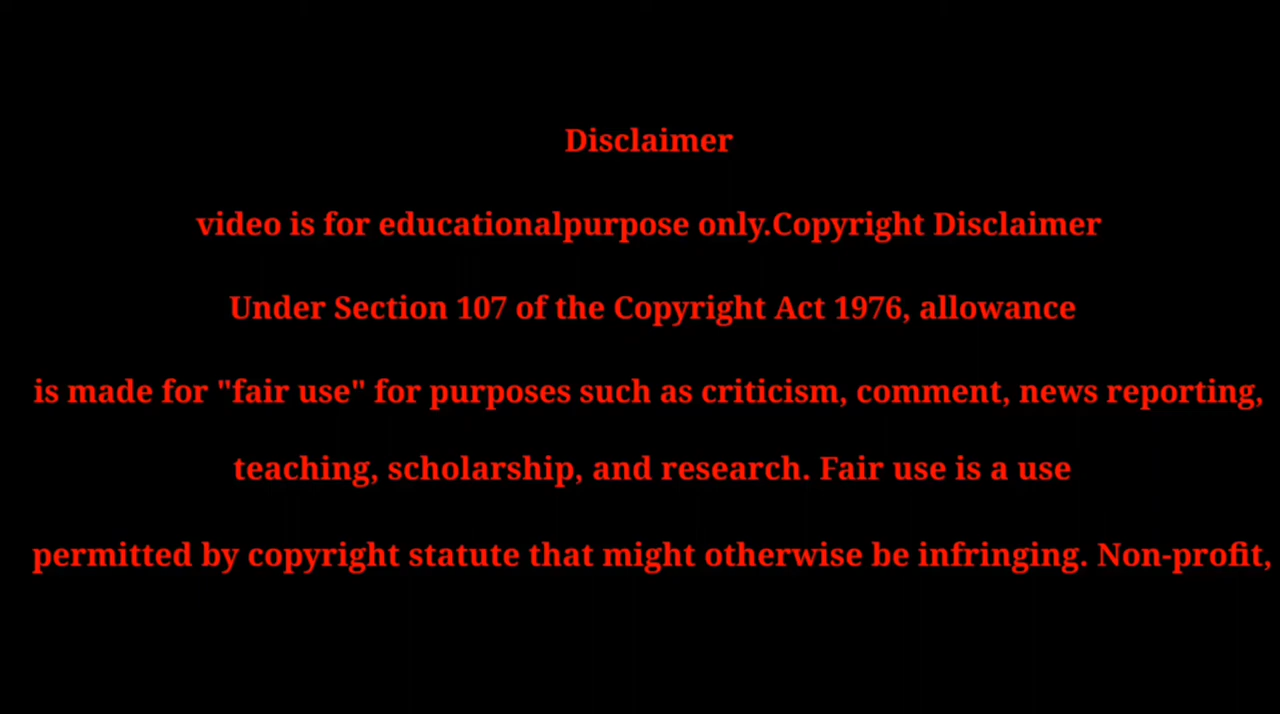 Disclaimer
video is for educationalpurpose only.Copyright Disclaimer
Under Section 107 of the Copyright Act 1976, allowance
is made for "fair use" for purposes such as criticism, comment, news reporting,
teaching, scholarship, and research. Fair use is a use
permitted by copyright statute that might otherwise be infringing. Non-profit,